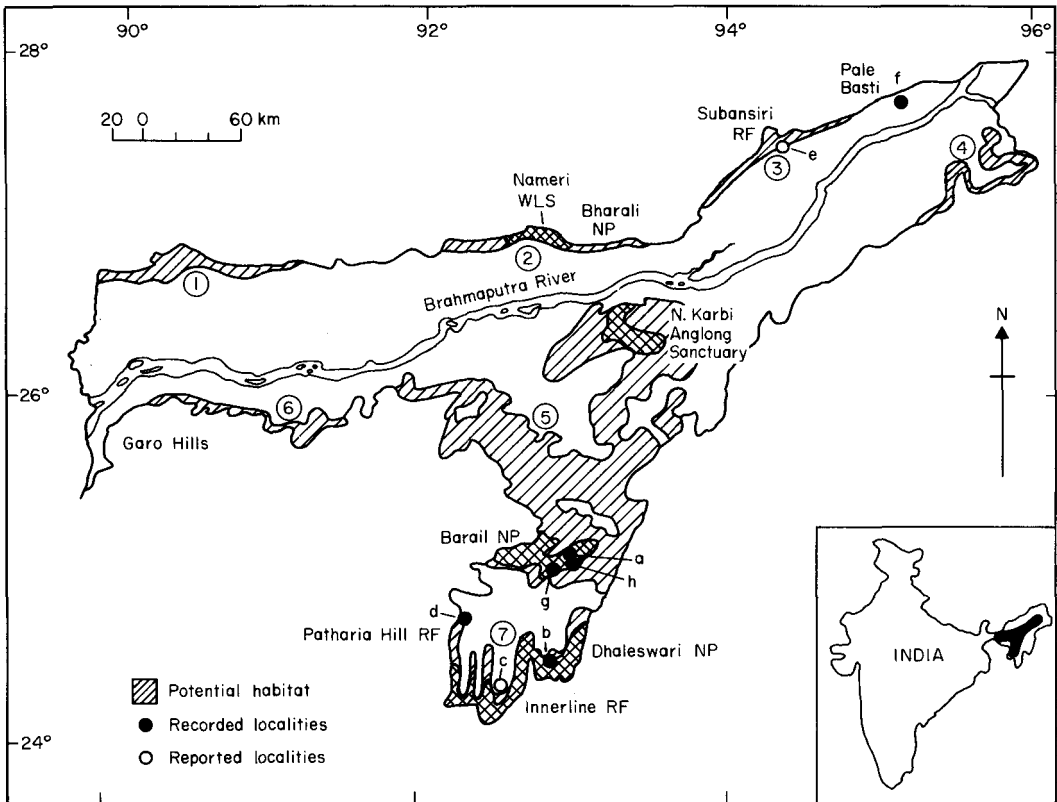 90° 92° 94° 96°
28°
Pale
Basti f
20 0 60 km
Subansiri
RF
e
3
4
Nameri
WLS
Bharali
NP
1
2
Brahmaputra River
N
N. Karbi
Anglong
Sanctuary
26°
6
5
Garo Hills
Barail NP
a
h
g
d
Patharia Hill RF
7
b
c
Dhaleswari NP
Innerline RF
Potential habitat
Recorded localities
Reported localities
24°
INDIA